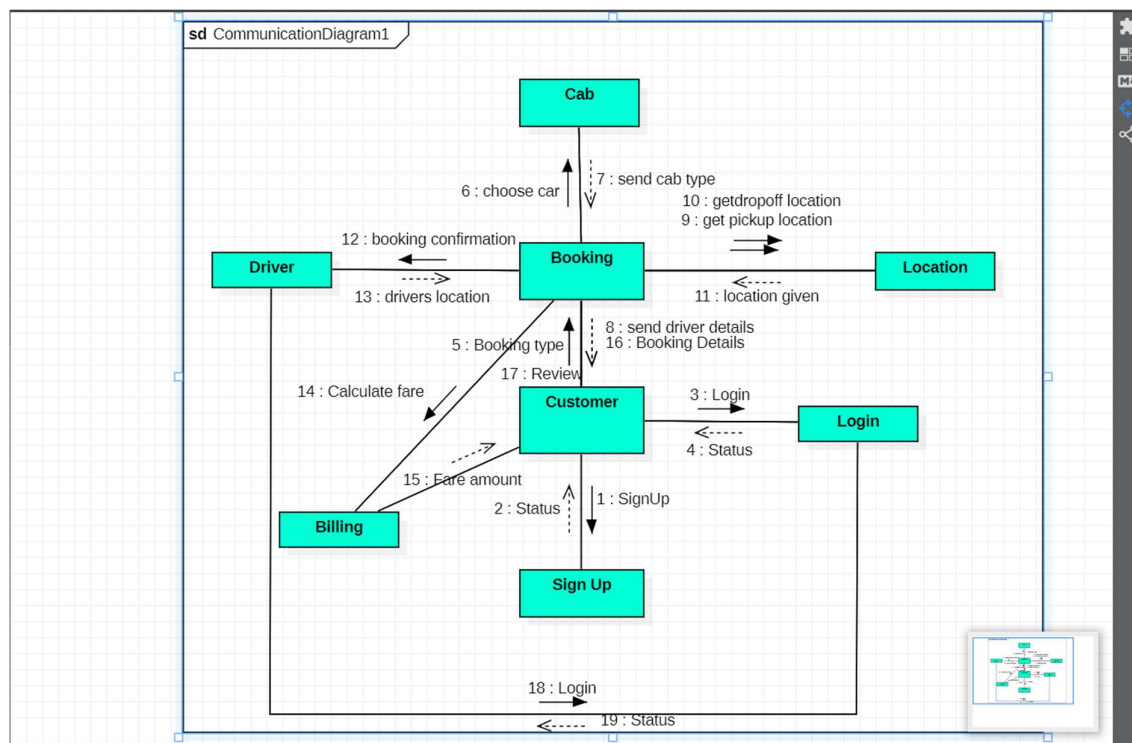 sd CommunicationDiagram1
Cab
6 : choose car
7 : send cab type
10 : getdropoff location
9 : get pickup location
12 : booking confirmation
Driver
Booking
Location
13 : drivers location
11 : location given
8 : send driver details
16 : Booking Details
5 : Booking type
17 : Review
14 : Calculate fare
Customer
3 : Login
Login
4 : Status
15 : Fare amount
2 : Status
1 : SignUp
Billing
Sign Up
18 : Login
19 : Status